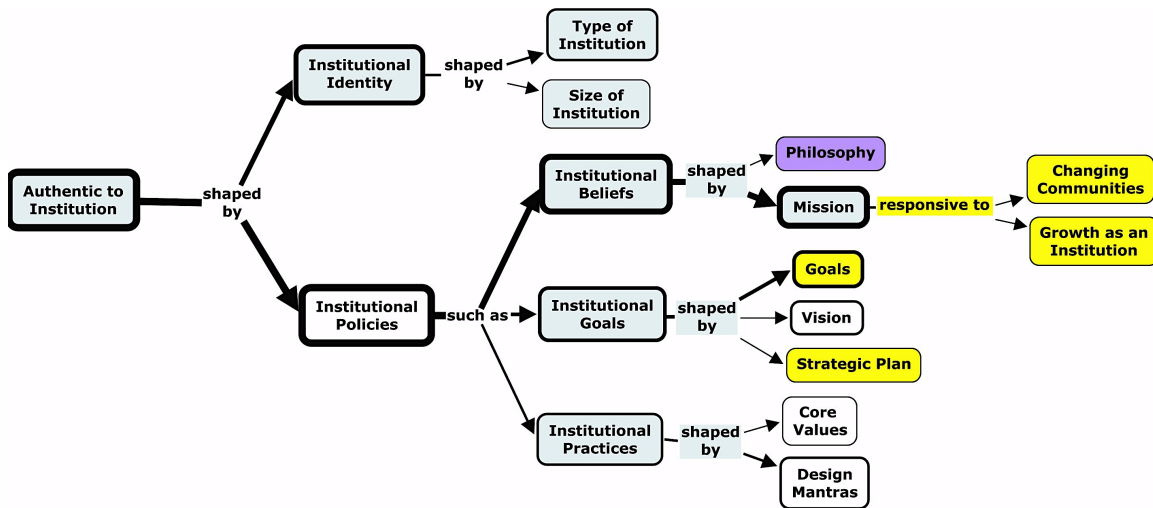 Authentic to
Institution
shaped
by
Institutional
Identity
shaped
by
Type of
Institution
Size of
Institution
Institutional
Policies
such as
Institutional
Beliefs
shaped
by
Philosophy
Mission
responsive to
Changing
Communities
Growth as an
Institution
Institutional
Goals
shaped
by
Goals
Vision
Strategic Plan
Institutional
Practices
shaped
by
Core
Values
Design
Mantras